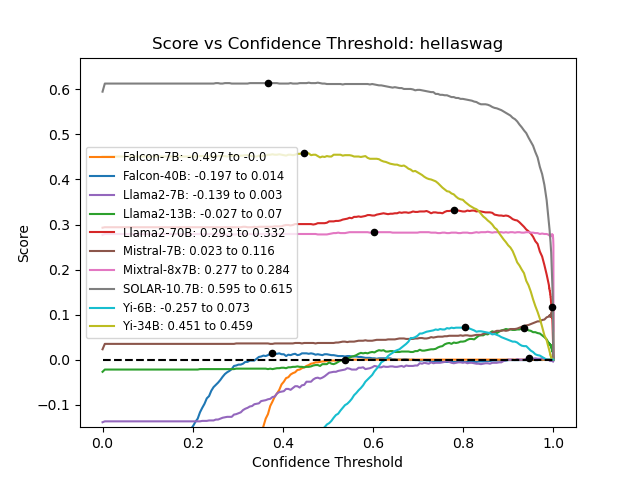 Score vs Confidence Threshold: hellaswag
0.6
0.5
0.4
0.3
0.2
0.1
0.0
−0.1
Score
Falcon-7B: -0.497 to -0.0
Falcon-40B: -0.197 to 0.014
Llama2-7B: -0.139 to 0.003
Llama2-13B: -0.027 to 0.07
Llama2-70B: 0.293 to 0.332
Mistral-7B: 0.023 to 0.116
Mixtral-8x7B: 0.277 to 0.284
SOLAR-10.7B: 0.595 to 0.615
Yi-6B: -0.257 to 0.073
Yi-34B: 0.451 to 0.459
0.0 0.2 0.4 0.6 0.8 1.0
Confidence Threshold